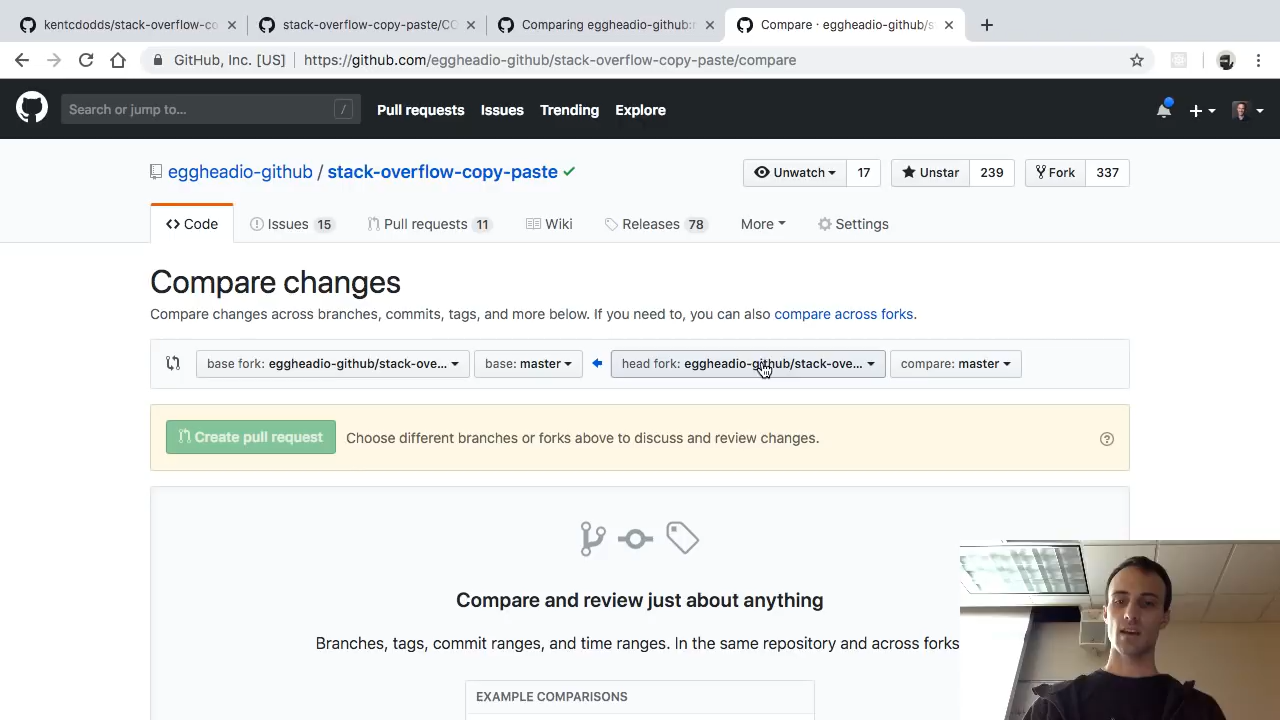 kentcdodds/stack-overflow-co
stack-overflow-copy-paste/CO
Comparing eggheadio-github:
Compare · eggheadio-github/s
GitHub, Inc. [US]
https://github.com/eggheadio-github/stack-overflow-copy-paste/compare
Search or jump to...
/
Pull requests
Issues
Trending
Explore
eggheadio-github / stack-overflow-copy-paste
Unwatch
17
Unstar
239
Fork
337
Code
Issues 15
Pull requests 11
Wiki
Releases 78
More
Settings
Compare changes
Compare changes across branches, commits, tags, and more below. If you need to, you can also compare across forks.
base fork: eggheadio-github/stack-ove...
base: master
head fork: eggheadio-github/stack-ove...
compare: master
Create pull request
Choose different branches or forks above to discuss and review changes.
Compare and review just about anything
Branches, tags, commit ranges, and time ranges. In the same repository and across forks
EXAMPLE COMPARISONS